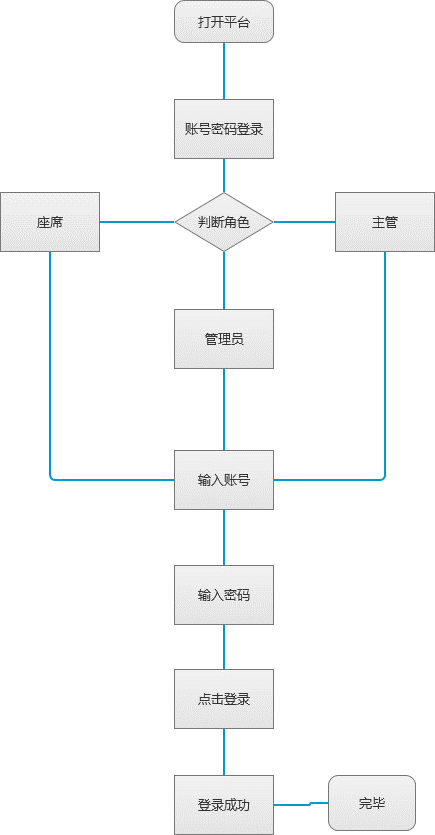 打开平台
账号密码登录
座席
判断角色
主管
管理员
输入账号
输入密码
点击登录
登录成功
完毕